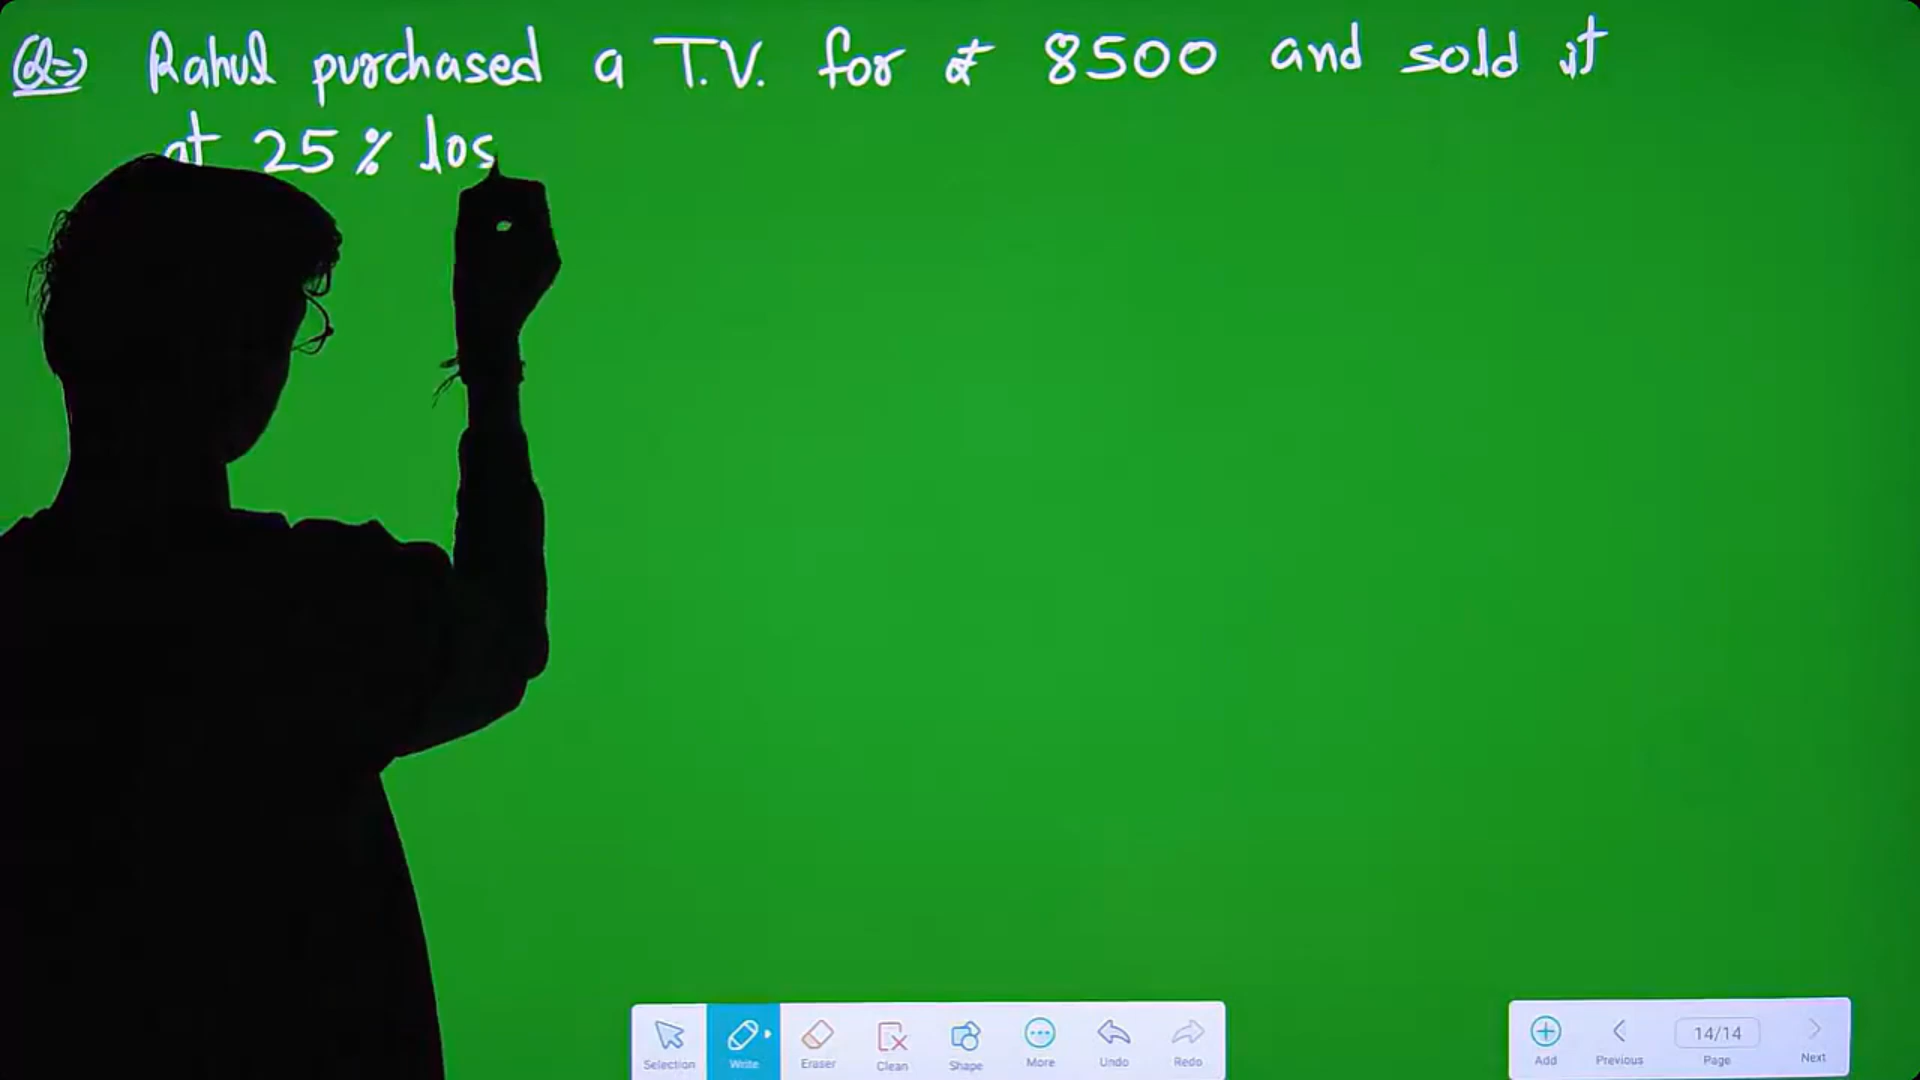 Q⇒ Rahul purchased a T.V. for ₹ 8500 and sold it
at 25% los
Selection Write Eraser Clean Shape More Undo Redo
14/14
Add Previous Page Next